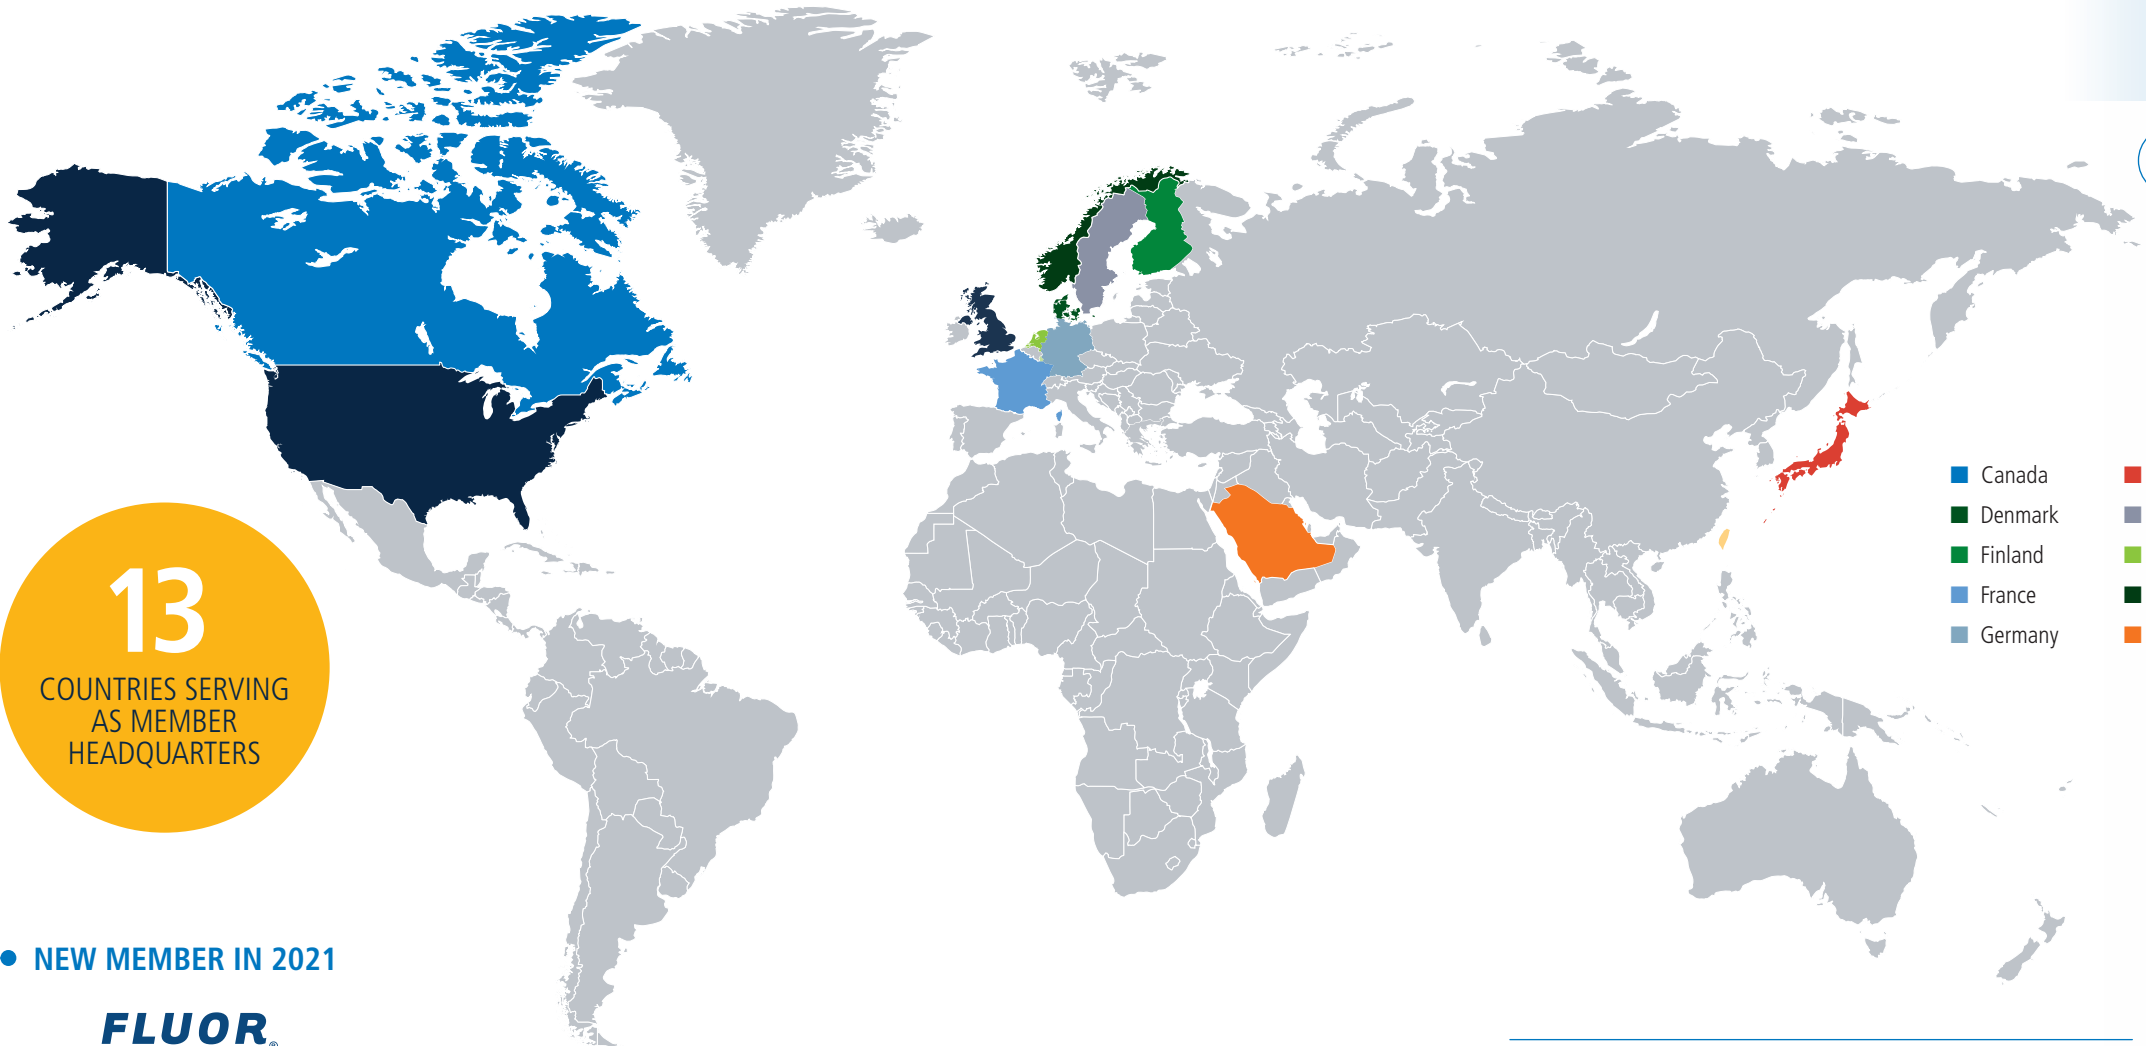 Canada
Denmark
Finland
France
Germany
13
COUNTRIES SERVING
AS MEMBER
HEADQUARTERS
• NEW MEMBER IN 2021
FLUOR®